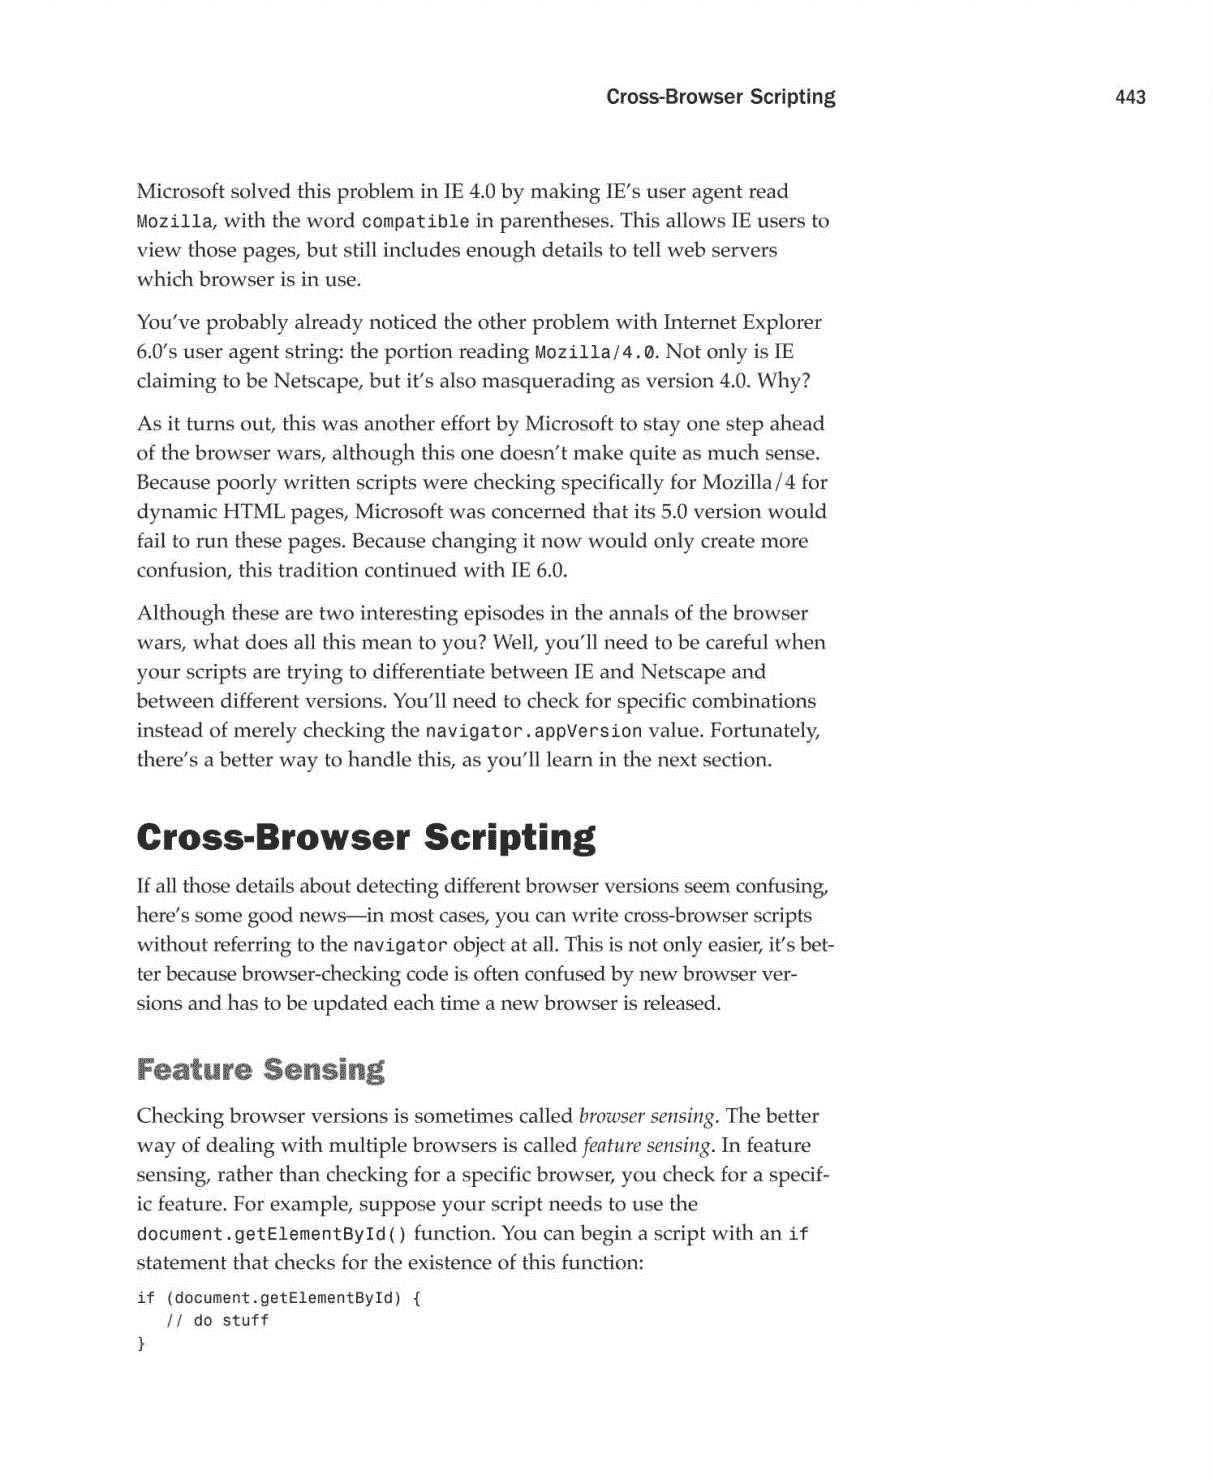 Cross-Browser Scripting 443
Microsoft solved this problem in IE 4.0 by making IE's user agent read
Mozilla, with the word compatible in parentheses. This allows IE users to
view those pages, but still includes enough details to tell web servers
which browser is in use.
You've probably already noticed the other problem with Internet Explorer
6.0's user agent string: the portion reading Mozilla/4.0. Not only is IE
claiming to be Netscape, but it's also masquerading as version 4.0. Why?
As it turns out, this was another effort by Microsoft to stay one step ahead
of the browser wars, although this one doesn't make quite as much sense.
Because poorly written scripts were checking specifically for Mozilla/4 for
dynamic HTML pages, Microsoft was concerned that its 5.0 version would
fail to run these pages. Because changing it now would only create more
confusion, this tradition continued with IE 6.0.
Although these are two interesting episodes in the annals of the browser
wars, what does all this mean to you? Well, you'll need to be careful when
your scripts are trying to differentiate between IE and Netscape and
between different versions. You'll need to check for specific combinations
instead of merely checking the navigator.appVersion value. Fortunately,
there's a better way to handle this, as you'll learn in the next section.
Cross-Browser Scripting
If all those details about detecting different browser versions seem confusing,
here's some good news—in most cases, you can write cross-browser scripts
without referring to the navigator object at all. This is not only easier, it's bet-
ter because browser-checking code is often confused by new browser ver-
sions and has to be updated each time a new browser is released.
Feature Sensing
Checking browser versions is sometimes called browser sensing. The better
way of dealing with multiple browsers is called feature sensing. In feature
sensing, rather than checking for a specific browser, you check for a specif-
ic feature. For example, suppose your script needs to use the
document.getElementById() function. You can begin a script with an if
statement that checks for the existence of this function:
if (document.getElementById) {
// do stuff
}